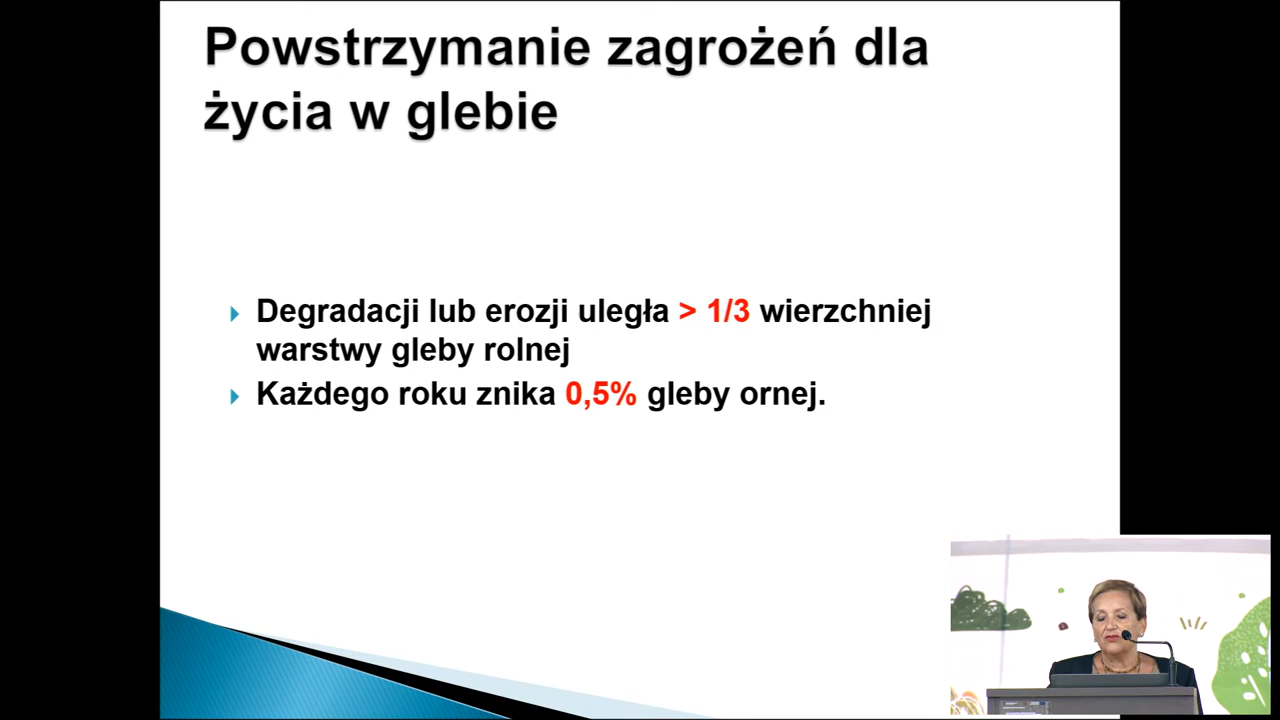 Powstrzymanie zagrożeń dla
życia w glebie
Degradacji lub erozji uległa > 1/3 wierzchniej
warstwy gleby rolnej
Każdego roku znika 0,5% gleby ornej.